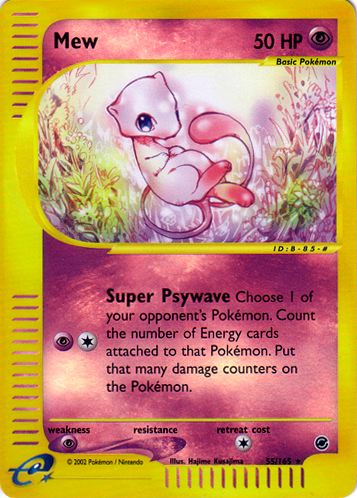 Mew 50 HP
Basic Pokémon
ID:B-85-#
Super Psywave Choose 1 of
your opponent's Pokémon. Count
the number of Energy cards
attached to that Pokémon. Put
that many damage counters on
the Pokémon.
weakness resistance retreat cost
© 2002 Pokémon / Nintendo Illus. Hajime Kusajima 55/165 ★